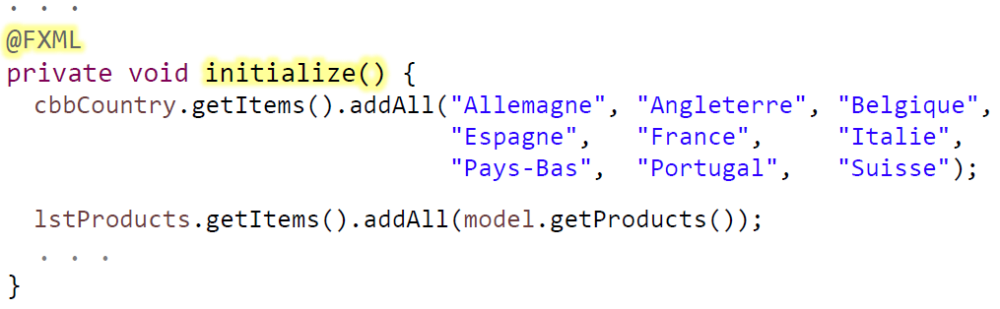 . . .
@FXML
private void initialize() {
  cbbCountry.getItems().addAll("Allemagne", "Angleterre", "Belgique",
                               "Espagne",   "France",     "Italie",
                               "Pays-Bas",  "Portugal",   "Suisse");
  lstProducts.getItems().addAll(model.getProducts());
  . . .
}